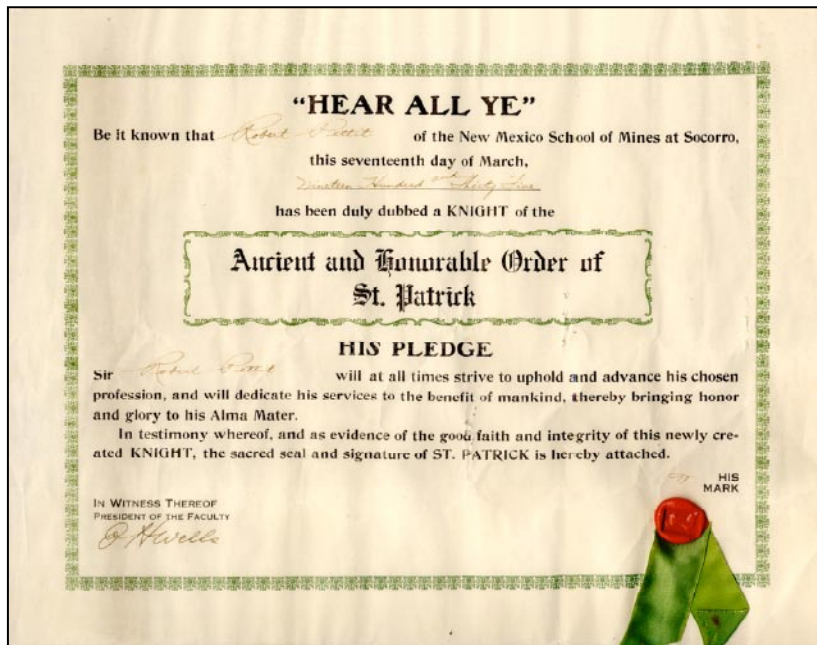 "HEAR ALL YE"
Be it known that Robert Pettit of the New Mexico School of Mines at Socorro,
this seventeenth day of March,
Nineteen Hundred and Thirty Five
has been duly dubbed a KNIGHT of the
Ancient and Honorable Order of
St. Patrick
HIS PLEDGE
Sir Robert will at all times strive to uphold and advance his chosen
profession, and will dedicate his services to the benefit of mankind, thereby bringing honor
and glory to his Alma Mater.
In testimony whereof, and as evidence of the good faith and integrity of this newly cre-
ated KNIGHT, the sacred seal and signature of ST. PATRICK is hereby attached.
HIS
MARK
IN WITNESS THEREOF
PRESIDENT OF THE FACULTY
Wells